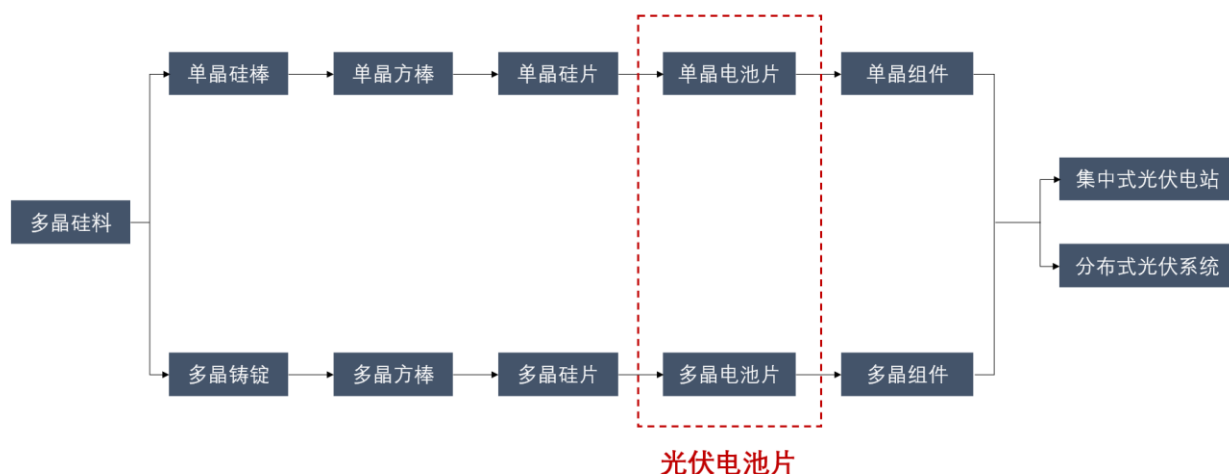 单晶硅棒
单晶方棒
单晶硅片
单晶电池片
单晶组件
集中式光伏电站
多晶硅料
分布式光伏系统
多晶铸锭
多晶方棒
多晶硅片
多晶电池片
多晶组件
光伏电池片